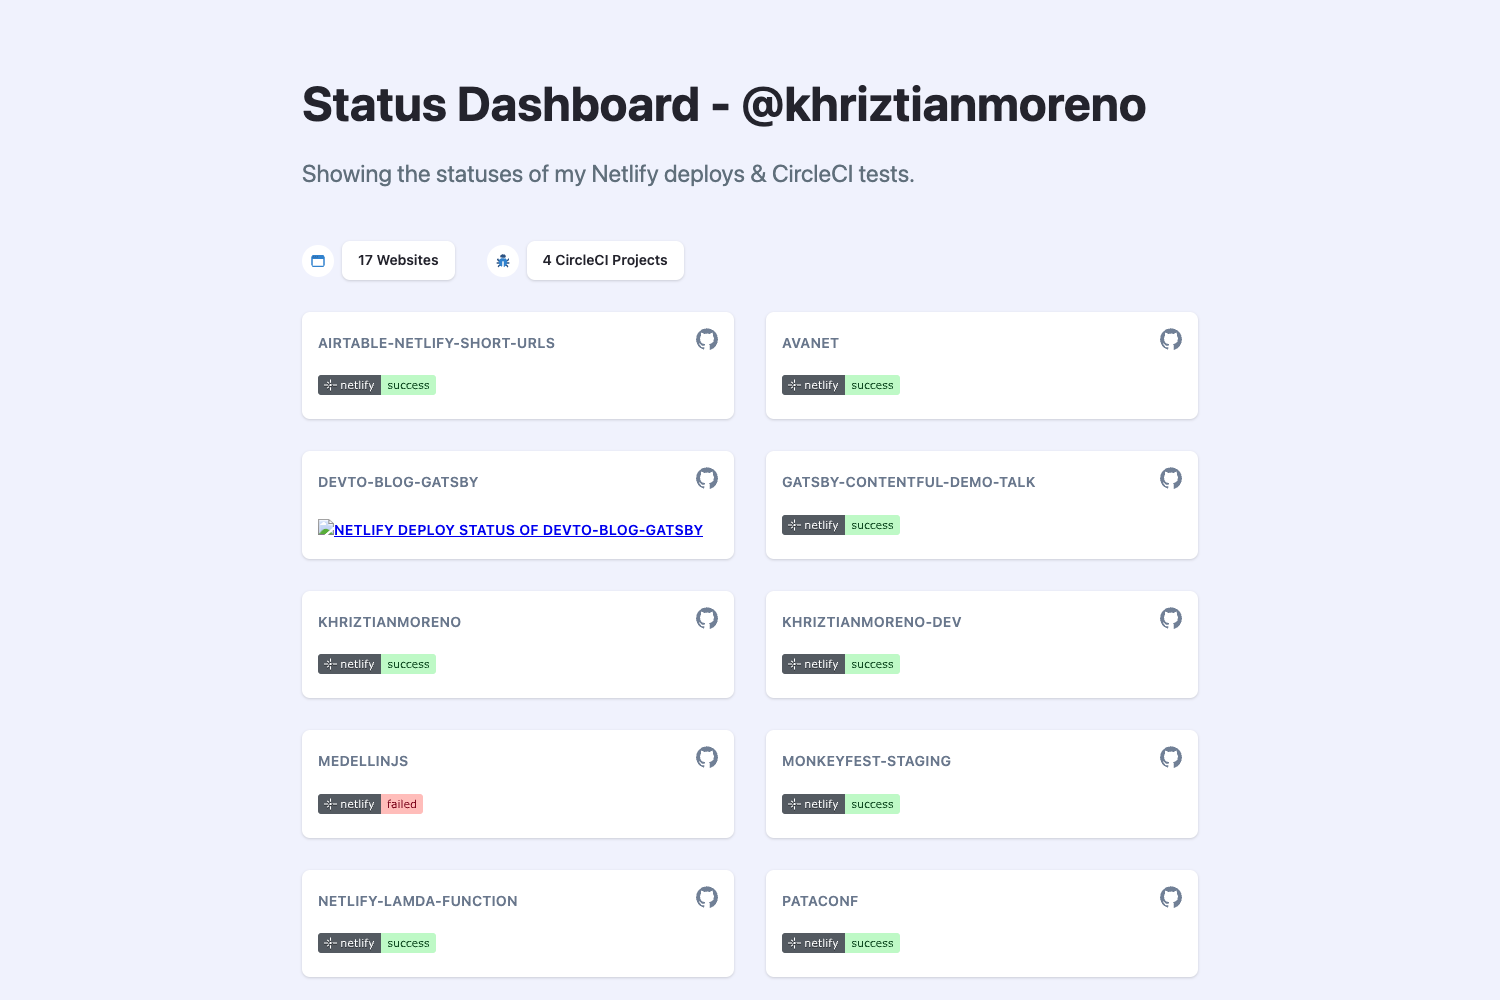 Status Dashboard - @khriztianmoreno
Showing the statuses of my Netlify deploys & CircleCI tests.
17 Websites
4 CircleCI Projects
AIRTABLE-NETLIFY-SHORT-URLS
netlify success
AVANET
netlify success
DEVTO-BLOG-GATSBY
NETLIFY DEPLOY STATUS OF DEVTO-BLOG-GATSBY
GATSBY-CONTENTFUL-DEMO-TALK
netlify success
KHRIZTIANMORENO
netlify success
KHRIZTIANMORENO-DEV
netlify success
MEDELLINJS
netlify failed
MONKEYFEST-STAGING
netlify success
NETLIFY-LAMDA-FUNCTION
netlify success
PATACONF
netlify success